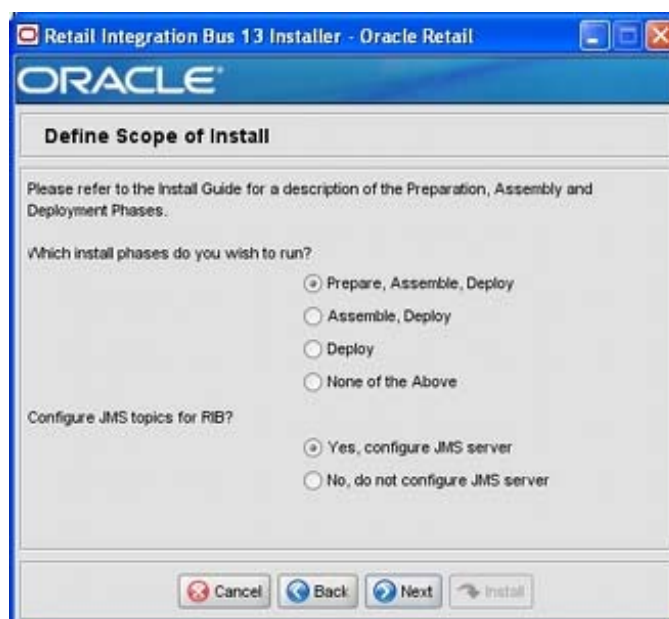 Retail Integration Bus 13 Installer - Oracle Retail
ORACLE
Define Scope of Install
Please refer to the Install Guide for a description of the Preparation, Assembly and
Deployment Phases.
Which install phases do you wish to run?
Prepare, Assemble, Deploy
Assemble, Deploy
Deploy
None of the Above
Configure JMS topics for RIB?
Yes, configure JMS server
No, do not configure JMS server
Cancel Back Next Install